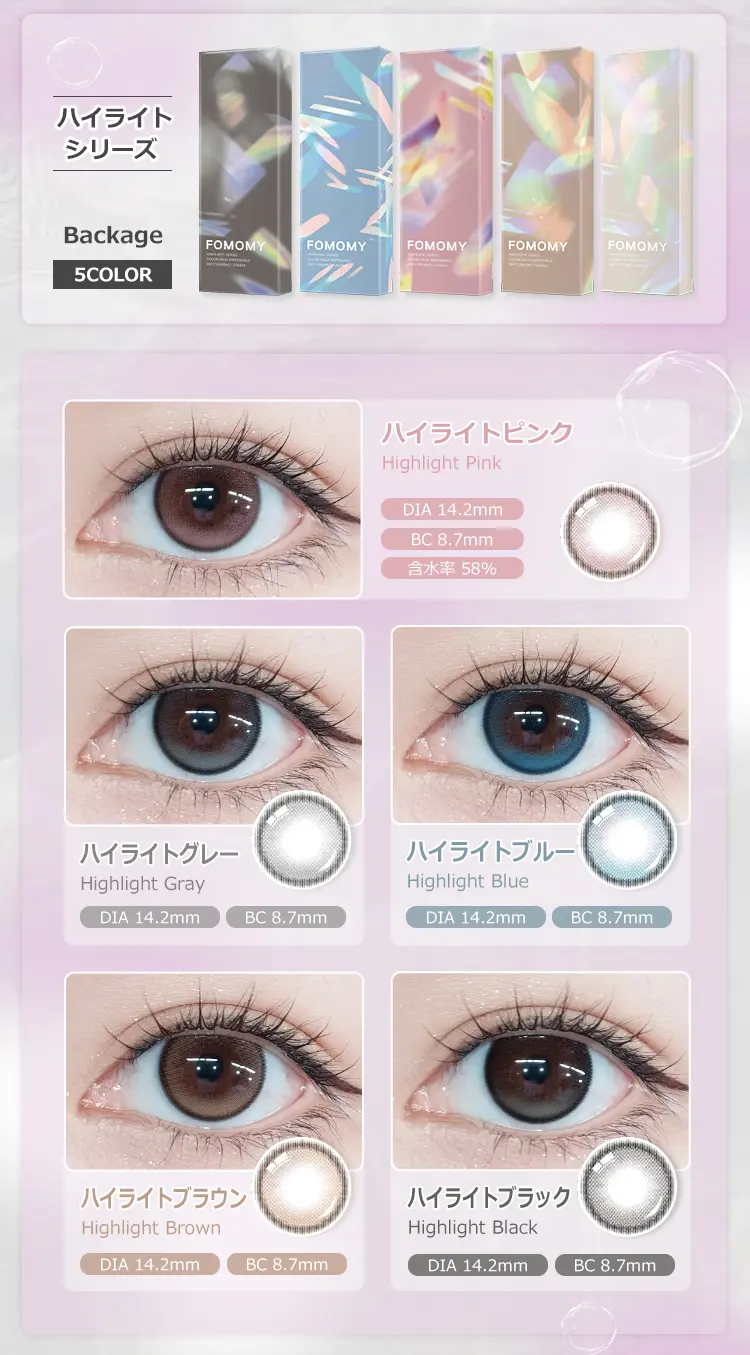 ハイライト
シリーズ
Backage
5COLOR
FOMOMY
FOMOMY
FOMOMY
FOMOMY
FOMOMY
ハイライトピンク
Highlight Pink
DIA 14.2mm
BC 8.7mm
含水率 58%
ハイライトグレー
Highlight Gray
DIA 14.2mm
BC 8.7mm
ハイライトブルー
Highlight Blue
DIA 14.2mm
BC 8.7mm
ハイライトブラウン
Highlight Brown
DIA 14.2mm
BC 8.7mm
ハイライトブラック
Highlight Black
DIA 14.2mm
BC 8.7mm